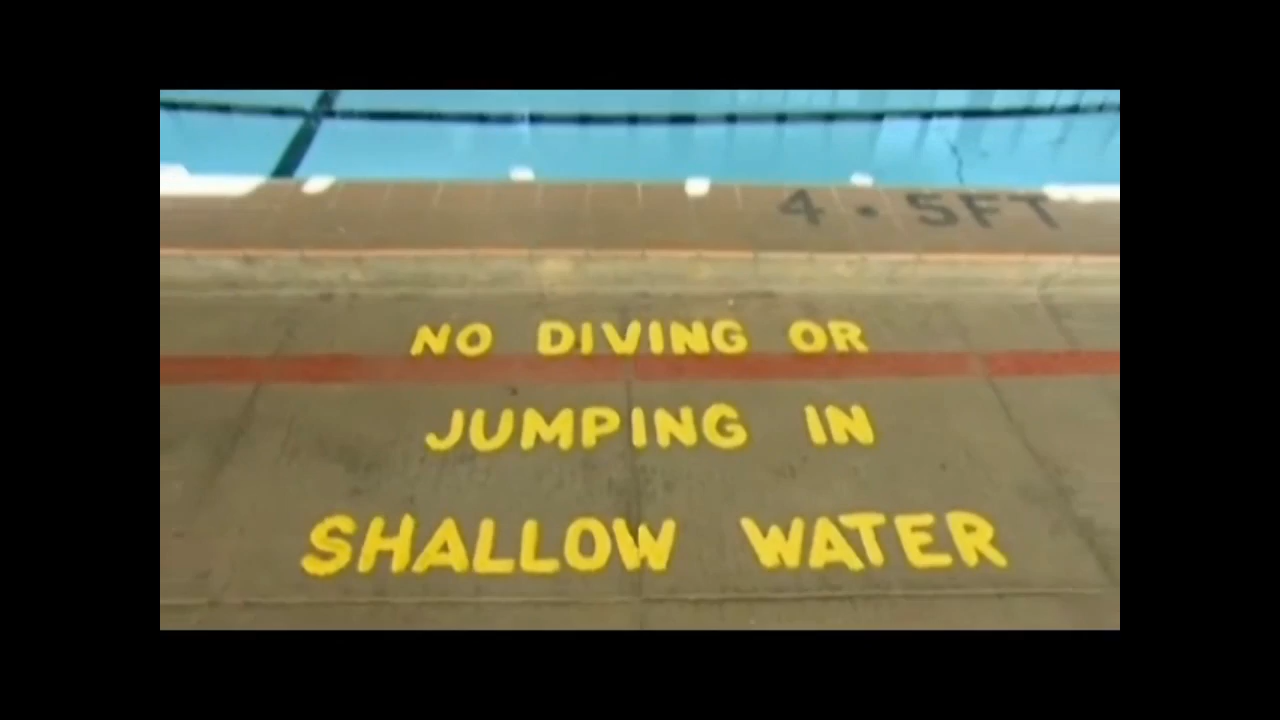 4 • 5FT
NO DIVING OR
JUMPING IN
SHALLOW WATER